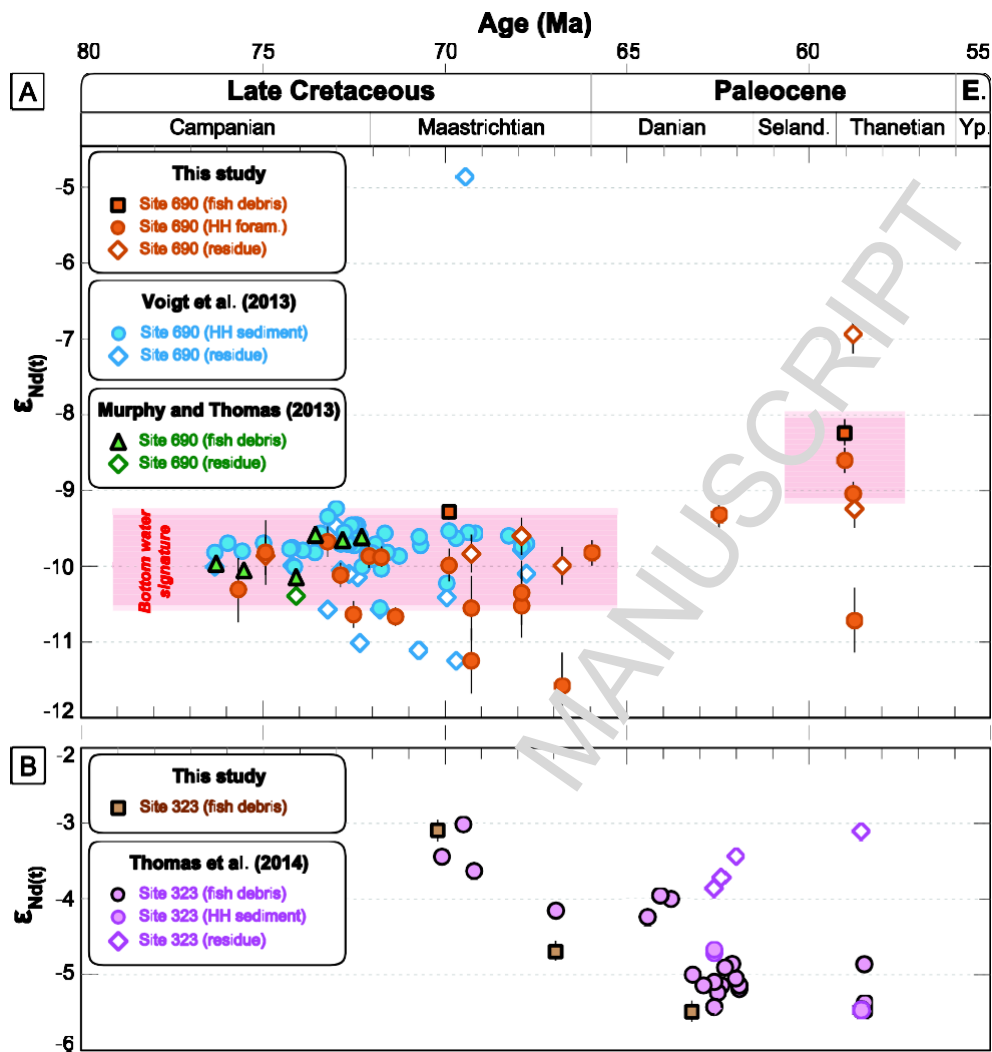 Age (Ma)
80 75 70 65 60 55
A
Late Cretaceous Paleocene E.
Campanian Maastrichtian Danian Seland. Thanetian Yp.
This study
Site 690 (fish debris)
Site 690 (HH foram.)
Site 690 (residue)
Voigt et al. (2013)
Site 690 (HH sediment)
Site 690 (residue)
Murphy and Thomas (2013)
Site 690 (fish debris)
Site 690 (residue)
-5
-6
-7
-8
-9
-10
-11
-12
εNd(t)
Bottom water
signature
MANUSCRIPT
B
This study
Site 323 (fish debris)
Thomas et al. (2014)
Site 323 (fish debris)
Site 323 (HH sediment)
Site 323 (residue)
-2
-3
-4
-5
-6
εNd(t)